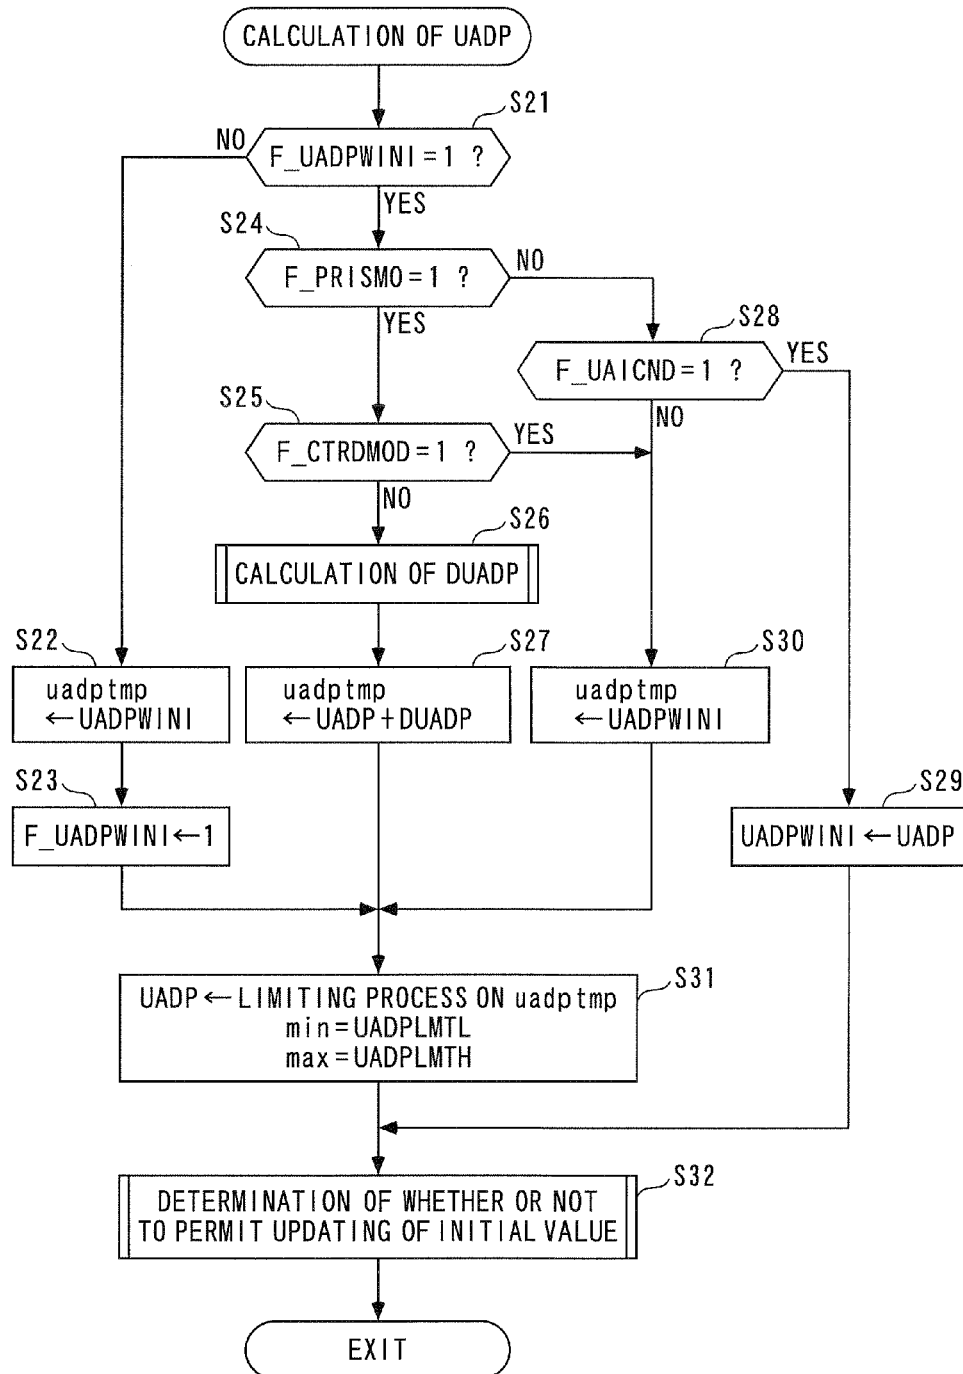 CALCULATION OF UADP
S21
NO
F_UADPWINI=1 ?
YES
S24
F_PRISMO=1 ?
NO
YES
S28
F_UAICND=1 ?
YES
S25
NO
F_CTRDMOD=1 ?
YES
NO
S26
CALCULATION OF DUADP
S22
S27
S30
uadptmp
←UADPWINI
uadptmp
←UADP+DUADP
uadptmp
←UADPWINI
S23
S29
F_UADPWINI←1
UADPWINI←UADP
S31
UADP←LIMITING PROCESS ON uadptmp
min=UADPLMTL
max=UADPLMTH
S32
DETERMINATION OF WHETHER OR NOT
TO PERMIT UPDATING OF INITIAL VALUE
EXIT